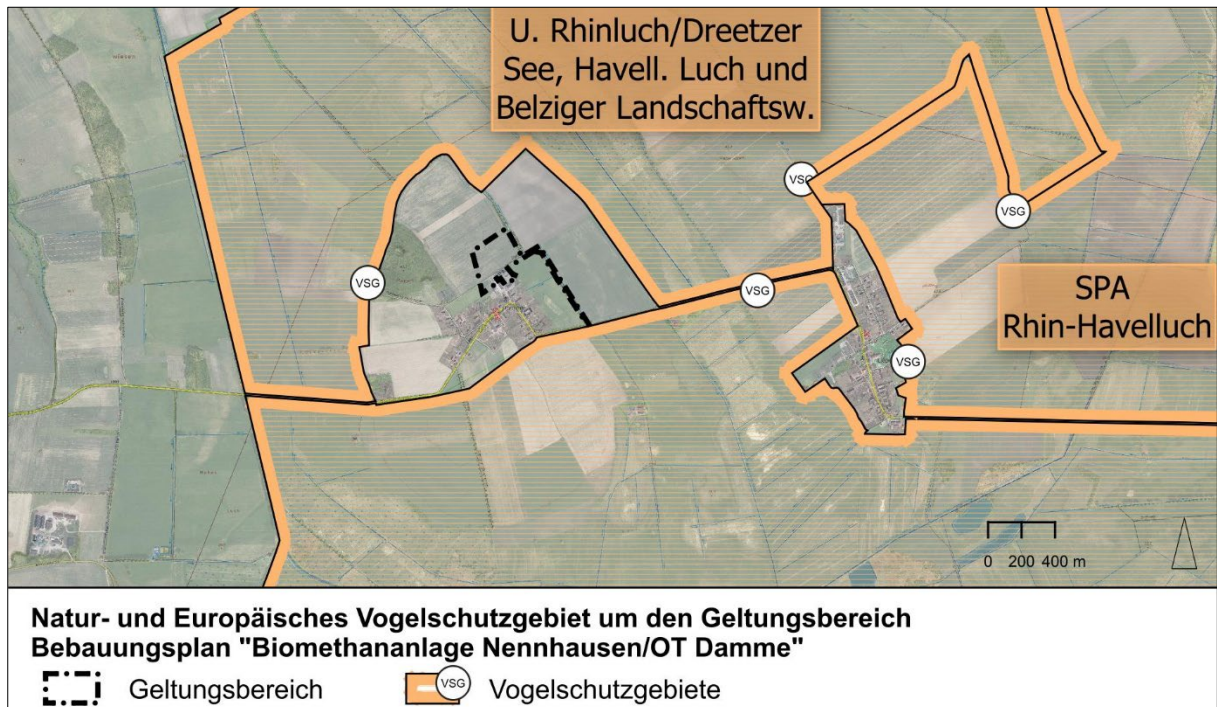 U. Rhinluch/Dreetzer
See, Havell. Luch und
Belziger Landschaftsw.
VSG
VSG
VSG
VSG
SPA
Rhin-Havelluch
VSG
0 200 400 m
Natur- und Europäisches Vogelschutzgebiet um den Geltungsbereich
Bebauungsplan "Biomethananlage Nennhausen/OT Damme"
Geltungsbereich
VSG
Vogelschutzgebiete